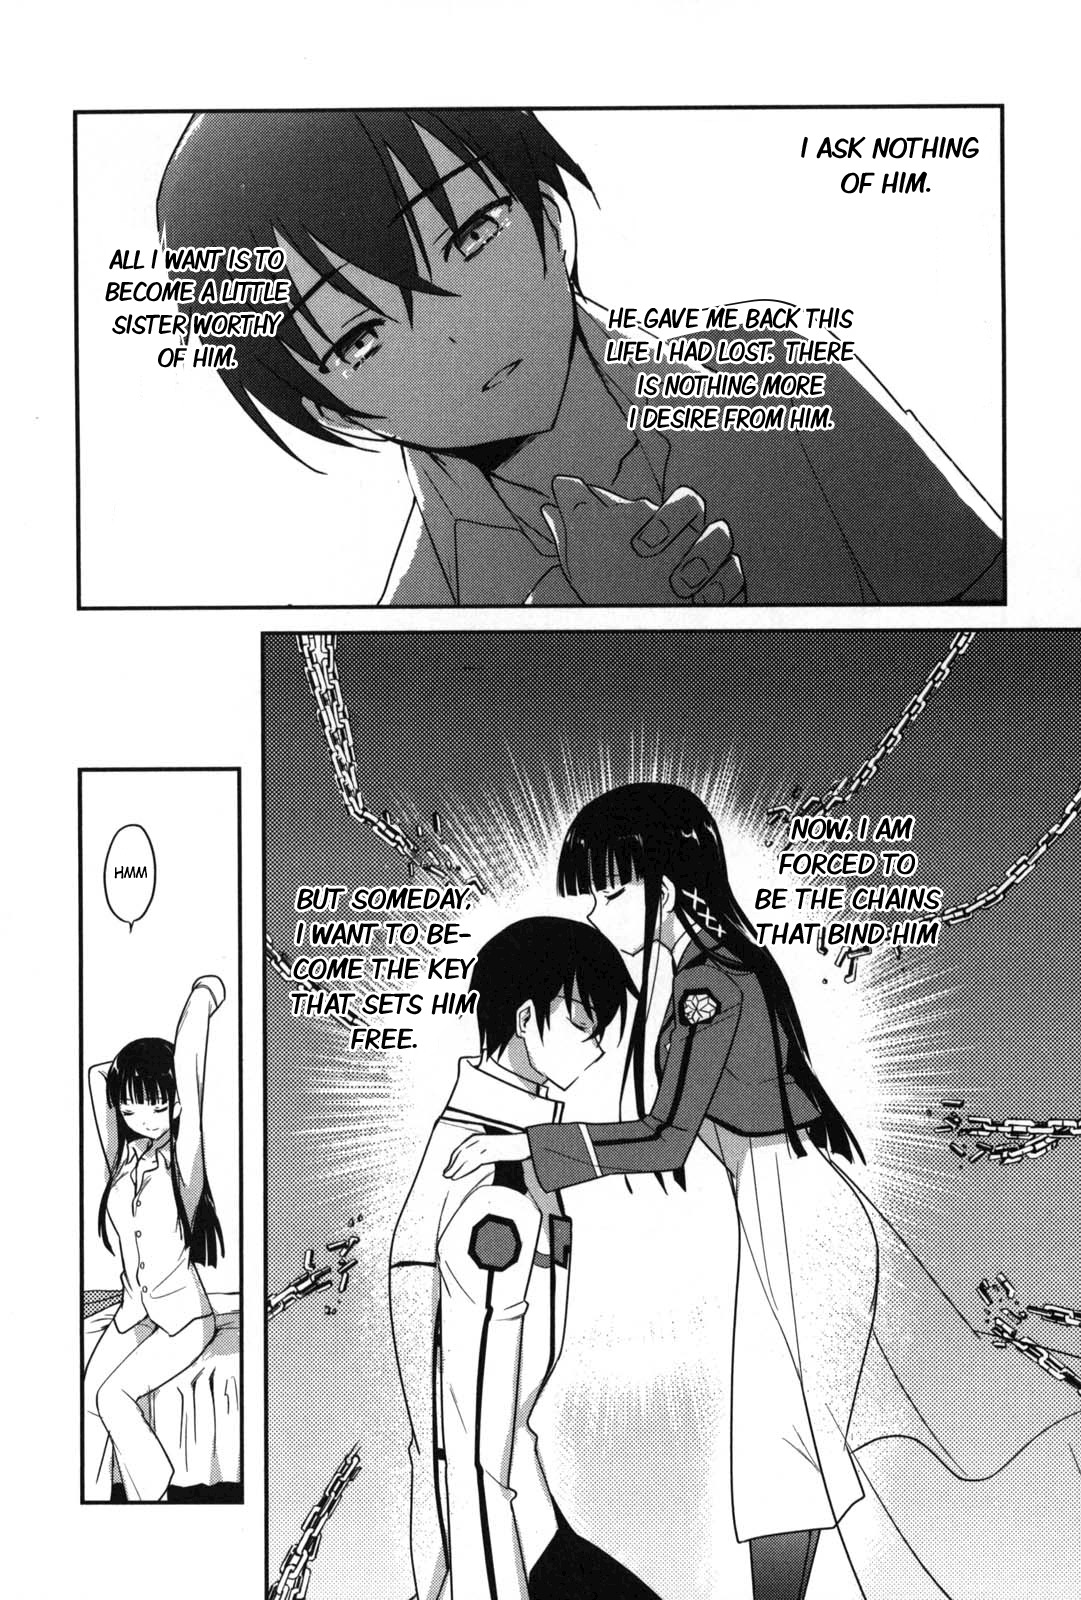 I ASK NOTHING
OF HIM.
HE GAVE ME BACK THIS
LIFE I HAD LOST. THERE
IS NOTHING MORE
I DESIRE FROM HIM.
ALL I WANT IS TO
BECOME A LITTLE
SISTER WORTHY
OF HIM.
NOW, I AM
FORCED TO
BE THE CHAINS
THAT BIND HIM
BUT SOMEDAY,
I WANT TO BE-
COME THE KEY
THAT SETS HIM
FREE.
HMM